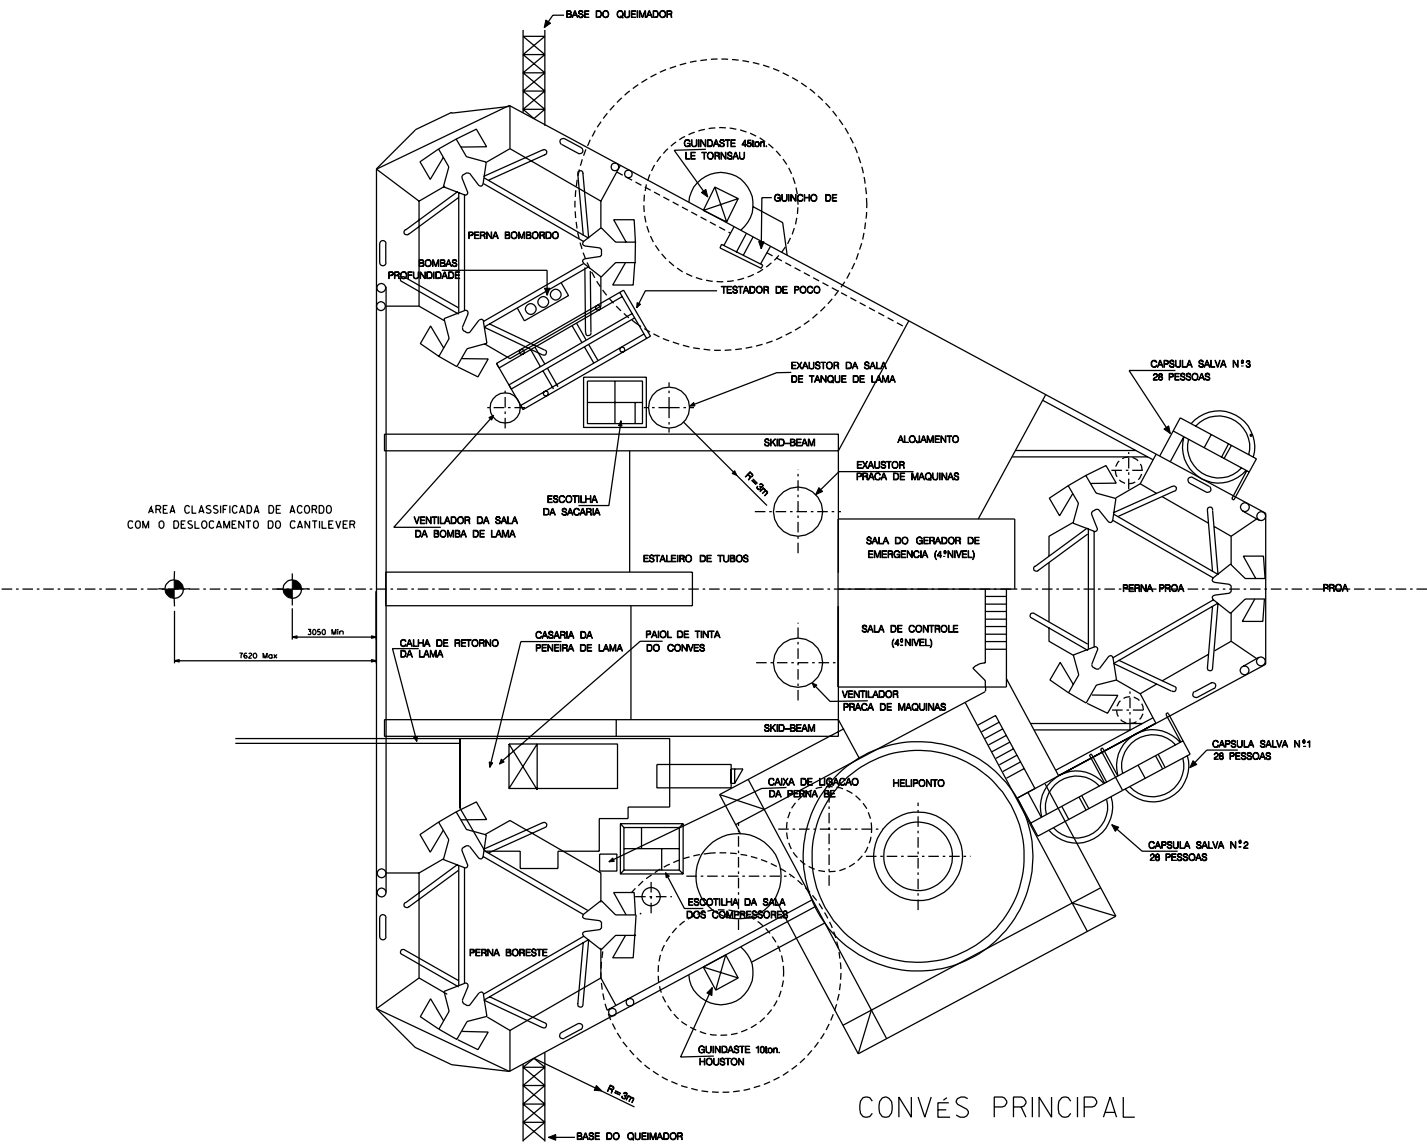 BASE DO QUEIMADOR
GUINDASTE 45ton.
LE TORNSAU
GUINCHO DE
PERNA BOMBORDO
BOMBAS
PROFUNDIDADE
TESTADOR DE POCO
EXAUSTOR DA SALA
DE TANQUE DE LAMA
CAPSULA SALVA Nº3
28 PESSOAS
SKID-BEAM
ALOJAMENTO
EXAUSTOR
PRACA DE MAQUINAS
R=3m
ESCOTILHA
DA SACARIA
AREA CLASSIFICADA DE ACORDO
COM O DESLOCAMENTO DO CANTILEVER
VENTILADOR DA SALA
DA BOMBA DE LAMA
SALA DO GERADOR DE
EMERGENCIA (4ºNIVEL)
ESTALEIRO DE TUBOS
PERNA PROA
PROA
3050 Min
7620 Max
CALHA DE RETORNO
DA LAMA
CASARIA DA
PENEIRA DE LAMA
PAIOL DE TINTA
DO CONVES
SALA DE CONTROLE
(4ºNIVEL)
VENTILADOR
PRACA DE MAQUINAS
SKID-BEAM
CAPSULA SALVA Nº1
28 PESSOAS
CAIXA DE LIGACAO
DA PERNA BE
HELIPONTO
CAPSULA SALVA Nº2
28 PESSOAS
ESCOTILHA DA SALA
DOS COMPRESSORES
PERNA BORESTE
GUINDASTE 10ton.
HOUSTON
R=3m
CONVÉS PRINCIPAL
BASE DO QUEIMADOR